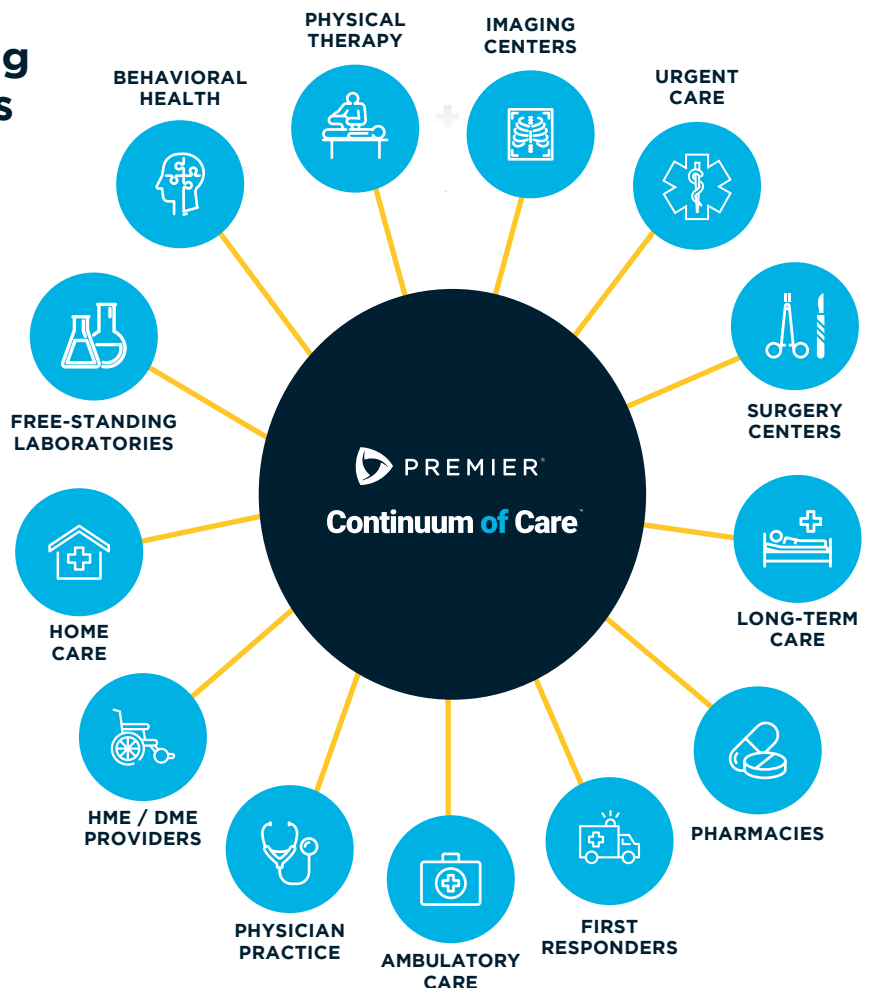 g
s
PHYSICAL
THERAPY
IMAGING
CENTERS
BEHAVIORAL
HEALTH
URGENT
CARE
FREE-STANDING
LABORATORIES
SURGERY
CENTERS
PREMIER
Continuum of Care™
HOME
CARE
LONG-TERM
CARE
HME / DME
PROVIDERS
PHARMACIES
PHYSICIAN
PRACTICE
AMBULATORY
CARE
FIRST
RESPONDERS